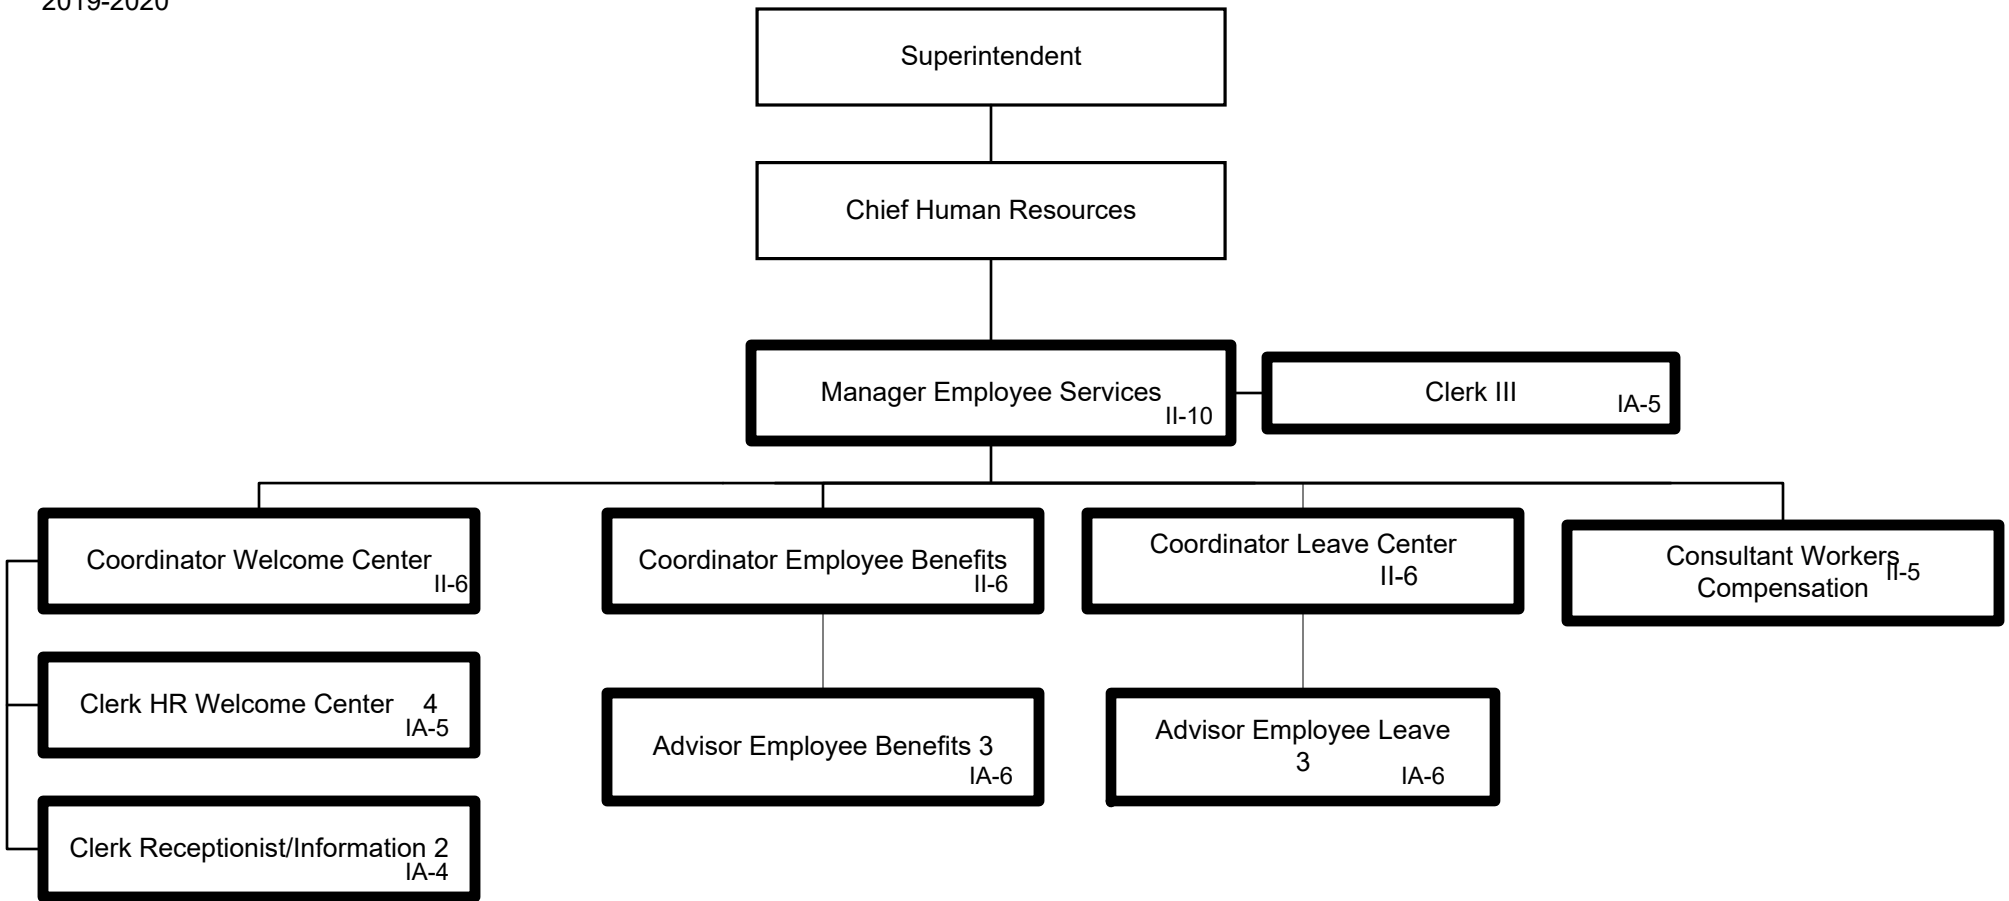 2019-2020
Superintendent
Chief Human Resources
Manager Employee Services
II-10
Clerk III
IA-5
Coordinator Welcome Center
II-6
Coordinator Employee Benefits
II-6
Coordinator Leave Center
II-6
Consultant Workers
Compensation
II-5
Clerk HR Welcome Center 4
IA-5
Advisor Employee Benefits 3
IA-6
Advisor Employee Leave
3
IA-6
Clerk Receptionist/Information 2
IA-4